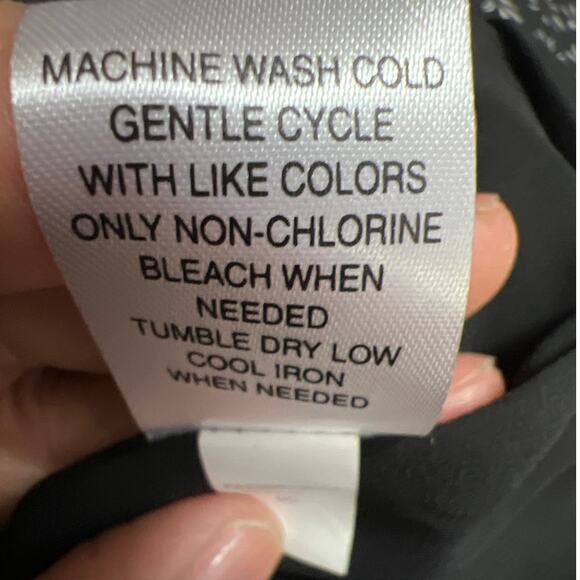 MACHINE WASH COLD
GENTLE CYCLE
WITH LIKE COLORS
ONLY NON-CHLORINE
BLEACH WHEN
NEEDED
TUMBLE DRY LOW
COOL IRON
WHEN NEEDED